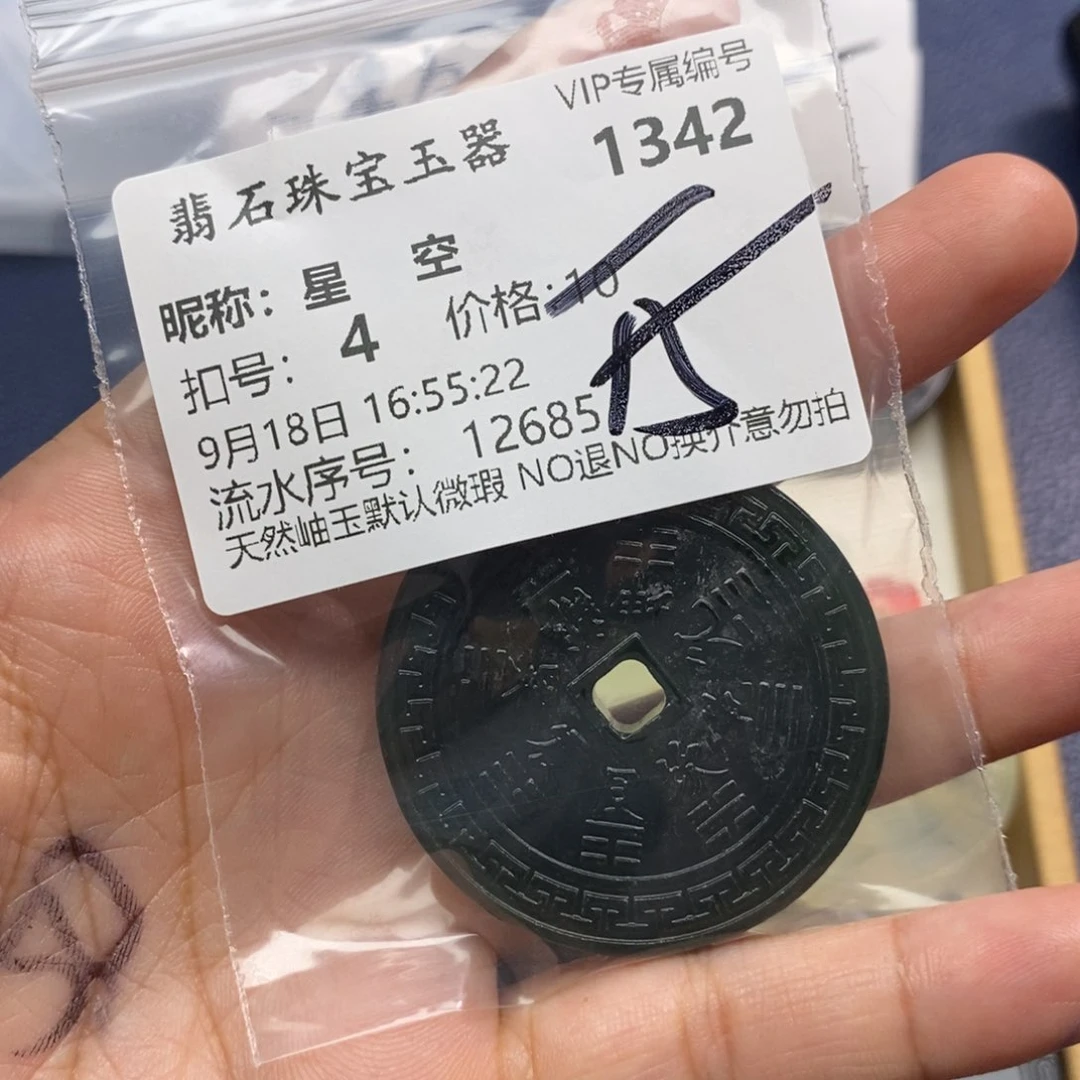 VIP专属编号
1342
翡石珠宝玉器
昵称：星 空
扣号：4 价格：10
9月18日 16:55:22
流水序号：12685
天然岫玉默认微瑕 NO退NO换介意勿拍